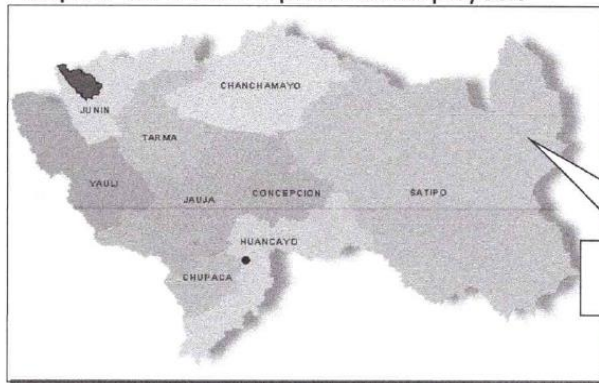 CHANCHAMAYO
JUNIN
TARMA
YAULI
JAUJA
CONCEPCION
SATIPO
HUANCAYO
CHUPACA